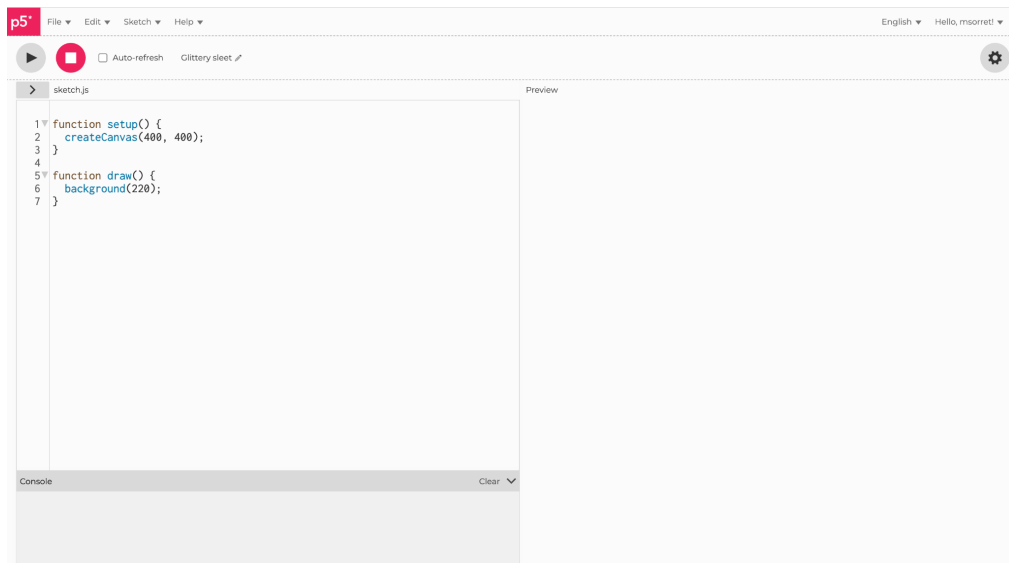 p5* File Edit Sketch Help English Hello, msorret!
Auto-refresh Glittery sleet
sketch.js Preview
1 function setup() {
2   createCanvas(400, 400);
3 }
4
5 function draw() {
6   background(220);
7 }
Console Clear